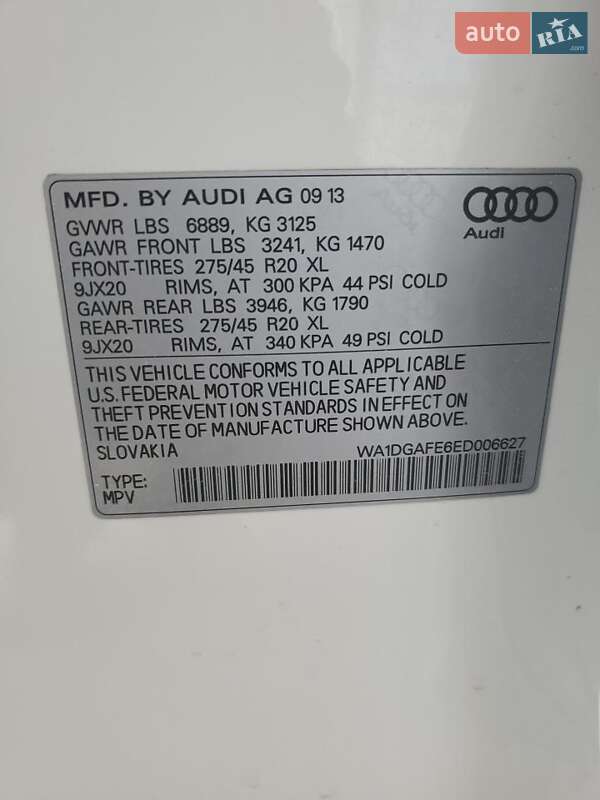 auto RIA.com
MFD. BY AUDI AG 09 13
GVWR LBS 6889, KG 3125
GAWR FRONT LBS 3241, KG 1470
FRONT-TIRES 275/45 R20 XL
9JX20 RIMS, AT 300 KPA 44 PSI COLD
GAWR REAR LBS 3946, KG 1790
REAR-TIRES 275/45 R20 XL
9JX20 RIMS, AT 340 KPA 49 PSI COLD
Audi
THIS VEHICLE CONFORMS TO ALL APPLICABLE
U.S. FEDERAL MOTOR VEHICLE SAFETY AND
THEFT PREVENTION STANDARDS IN EFFECT ON
THE DATE OF MANUFACTURE SHOWN ABOVE.
SLOVAKIA WA1DGAFE6ED006627
TYPE:
MPV